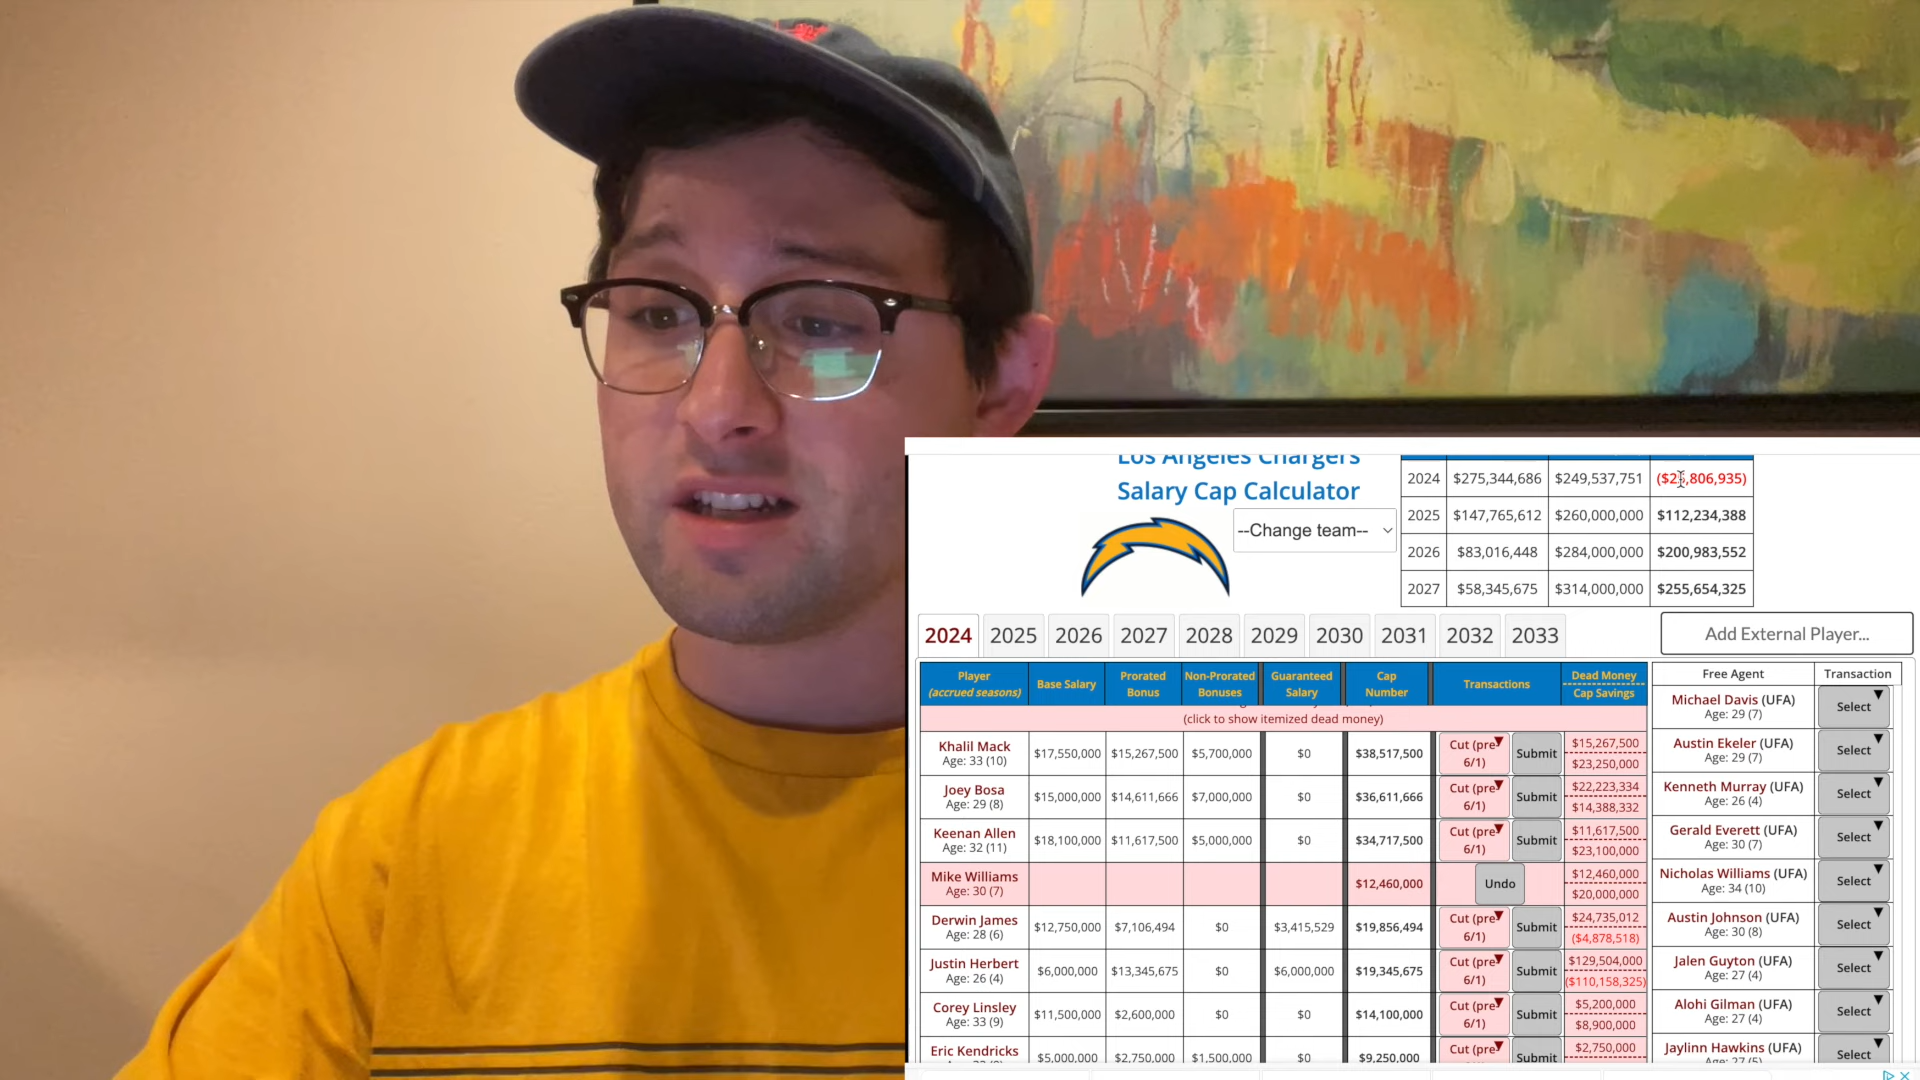 Los Angeles Chargers
Salary Cap Calculator
--Change team--
2024 $275,344,686 $249,537,751 ($25,806,935)
2025 $147,765,612 $260,000,000 $112,234,388
2026 $83,016,448 $284,000,000 $200,983,552
2027 $58,345,675 $314,000,000 $255,654,325
2024 2025 2026 2027 2028 2029 2030 2031 2032 2033
Add External Player...
Player
(accrued seasons)
Base Salary
Prorated
Bonus
Non-Prorated
Bonuses
Guaranteed
Salary
Cap
Number
Transactions
Dead Money
Cap Savings
(click to show itemized dead money)
Khalil Mack
Age: 33 (10)
$17,550,000 $15,267,500 $5,700,000 $0 $38,517,500
Cut (pre
6/1)
Submit
$15,267,500
$23,250,000
Joey Bosa
Age: 29 (8)
$15,000,000 $14,611,666 $7,000,000 $0 $36,611,666
Cut (pre
6/1)
Submit
$22,223,334
$14,388,332
Keenan Allen
Age: 32 (11)
$18,100,000 $11,617,500 $5,000,000 $0 $34,717,500
Cut (pre
6/1)
Submit
$11,617,500
$23,100,000
Mike Williams
Age: 30 (7)
$12,460,000
Undo
$12,460,000
$20,000,000
Derwin James
Age: 28 (6)
$12,750,000 $7,106,494 $0 $3,415,529 $19,856,494
Cut (pre
6/1)
Submit
$24,735,012
($4,878,518)
Justin Herbert
Age: 26 (4)
$6,000,000 $13,345,675 $0 $6,000,000 $19,345,675
Cut (pre
6/1)
Submit
$129,504,000
($110,158,325)
Corey Linsley
Age: 33 (9)
$11,500,000 $2,600,000 $0 $0 $14,100,000
Cut (pre
6/1)
Submit
$5,200,000
$8,900,000
Eric Kendricks
$5,000,000 $2,750,000 $1,500,000 $0 $9,250,000
Cut (pre
Submit
$2,750,000
Free Agent Transaction
Michael Davis (UFA)
Age: 29 (7)
Select
Austin Ekeler (UFA)
Age: 29 (7)
Select
Kenneth Murray (UFA)
Age: 26 (4)
Select
Gerald Everett (UFA)
Age: 30 (7)
Select
Nicholas Williams (UFA)
Age: 34 (10)
Select
Austin Johnson (UFA)
Age: 30 (8)
Select
Jalen Guyton (UFA)
Age: 27 (4)
Select
Alohi Gilman (UFA)
Age: 27 (4)
Select
Jaylinn Hawkins (UFA)
Age: 27 (5)
Select